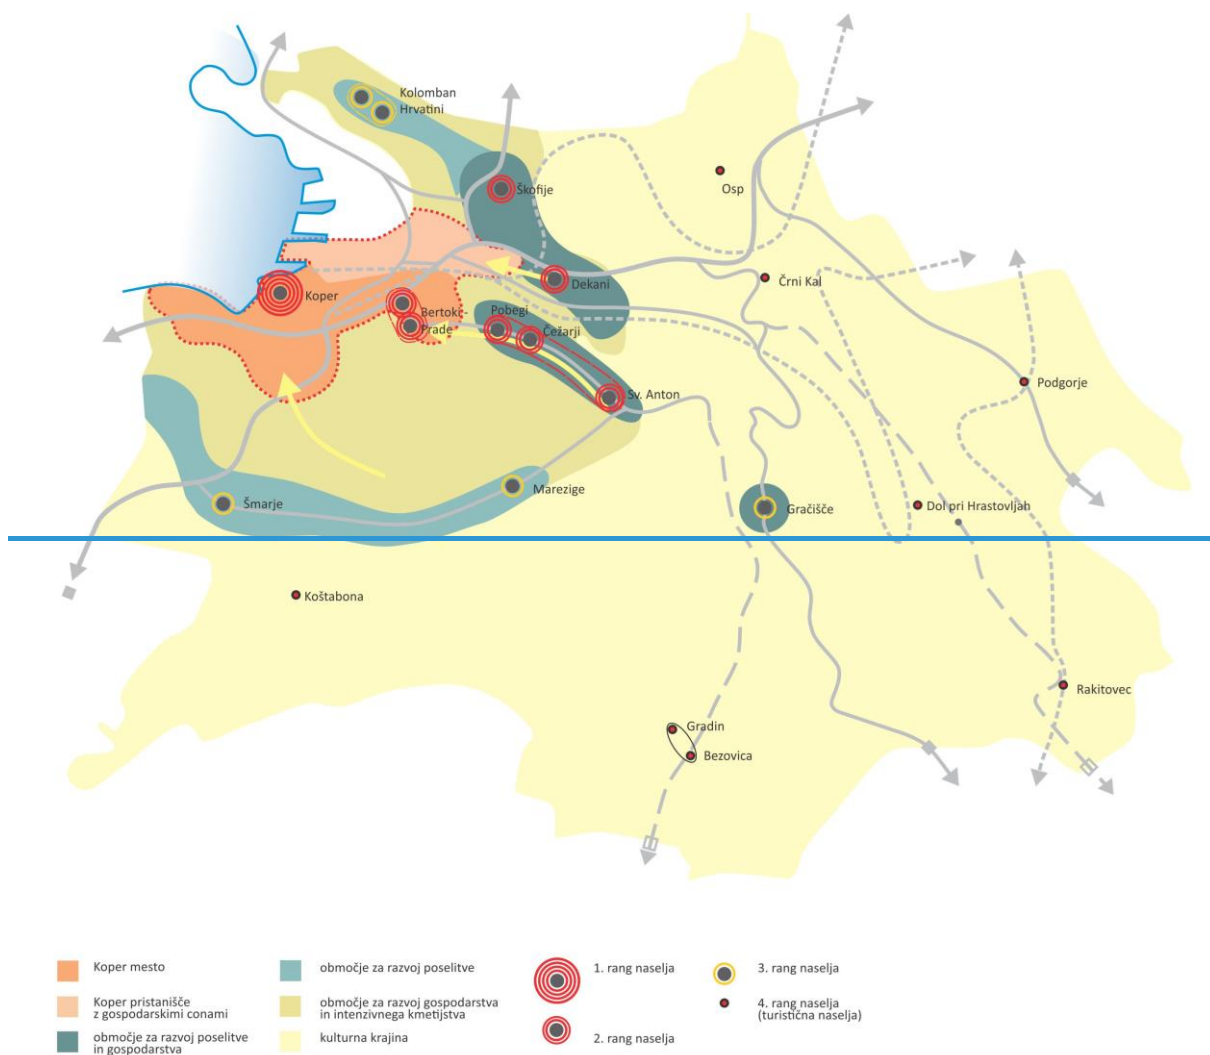 Kolomban
Hrvatini
Škofije
Osp
Dekani
Črni Kal
Koper
Bertoki-
Prade
Pobegi
Čežarji
Podgorje
Sv. Anton
Marezige
Šmarje
Gračišče
Dol pri Hrastovljah
Koštabona
Rakitovec
Gradin
Bezovica
Koper mesto
Koper pristanišče
z gospodarskimi conami
območje za razvoj poselitve
in gospodarstva
območje za razvoj poselitve
območje za razvoj gospodarstva
in intenzivnega kmetijstva
kulturna krajina
1. rang naselja
2. rang naselja
3. rang naselja
4. rang naselja
(turistična naselja)